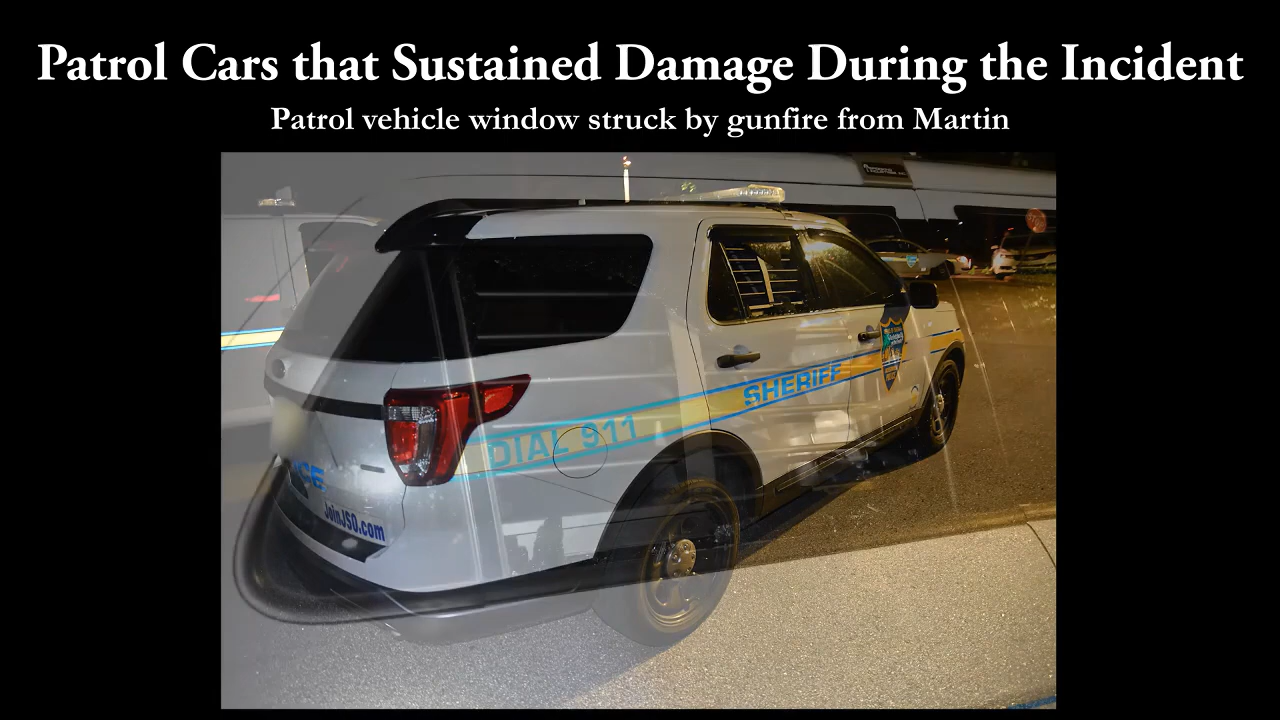 Patrol Cars that Sustained Damage During the Incident
Patrol vehicle window struck by gunfire from Martin
SHERIFF
DIAL 911
JoinJSO.com